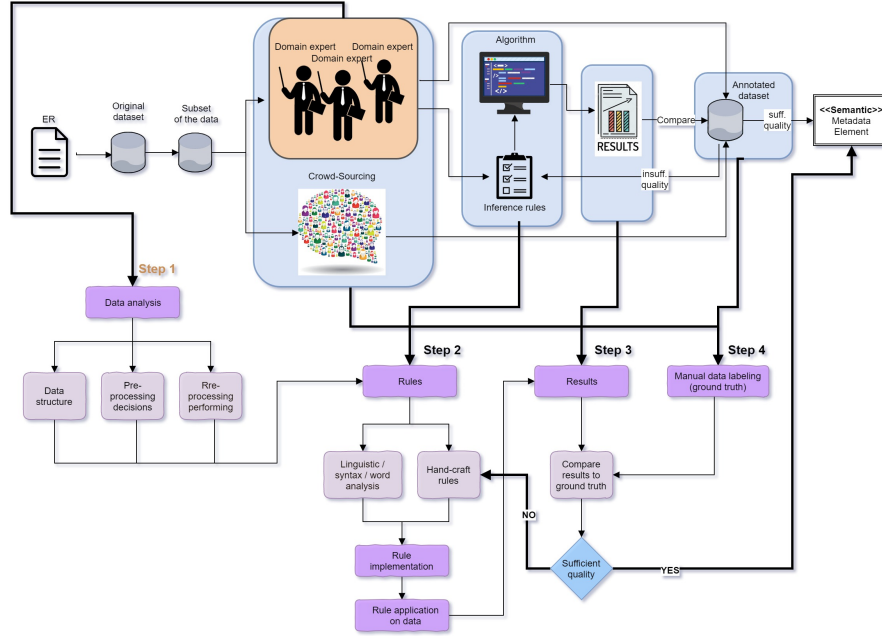 Domain expert
Domain expert
Domain expert
Algorithm
Annotated
dataset
ER
Original
dataset
Subset
of the data
</>
RESULTS
Compare
suff.
quality
<<Semantic>>
Metadata
Element
Crowd-Sourcing
Inference rules
insuff.
quality
Step 1
Data analysis
Step 2
Step 3
Step 4
Rules
Results
Manual data labeling
(ground truth)
Data
structure
Pre-
processing
decisions
Rre-
processing
performing
Linguistic /
syntax / word
analysis
Hand-craft
rules
Compare
results to
ground truth
NO
Rule
implementation
Sufficient
quality
YES
Rule application
on data